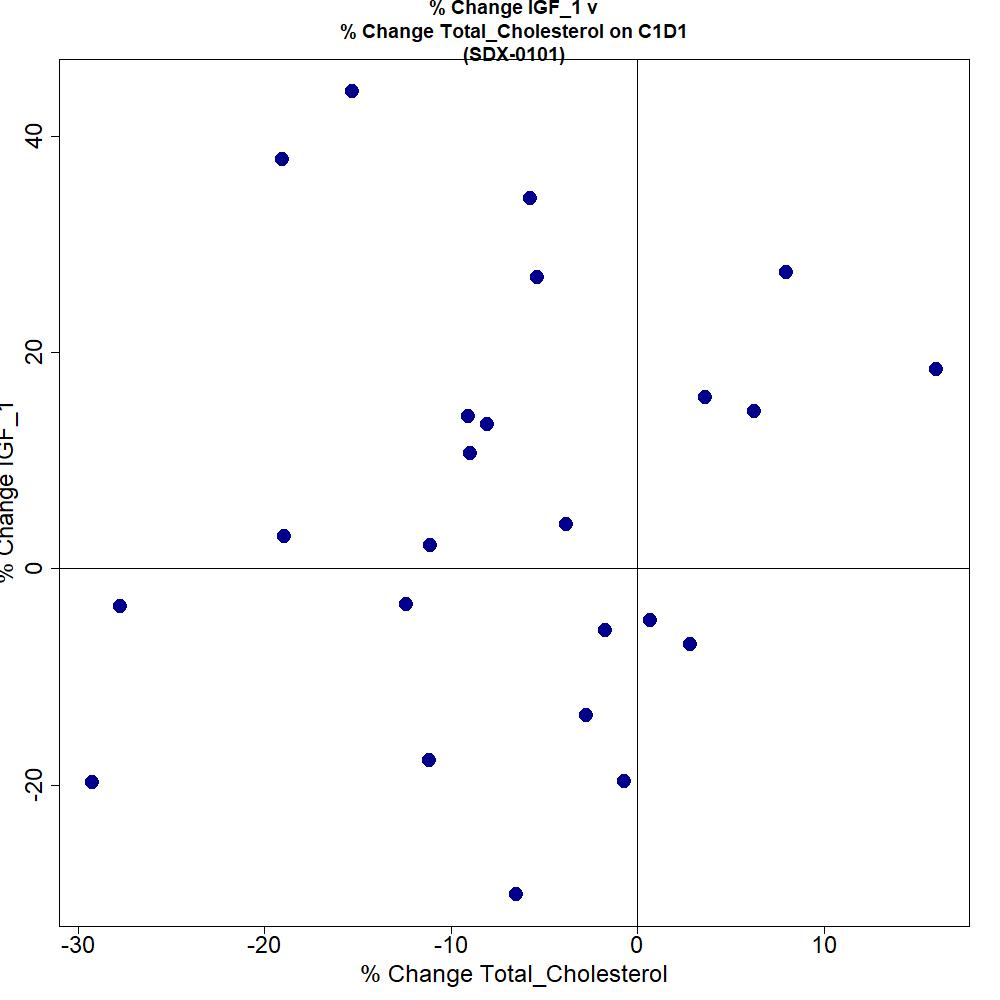 % Change IGF_1 v
% Change Total_Cholesterol on C1D1
(SDX-0101)
% Change IGF_1
40
20
0
-20
-30
-20
-10
0
10
% Change Total_Cholesterol